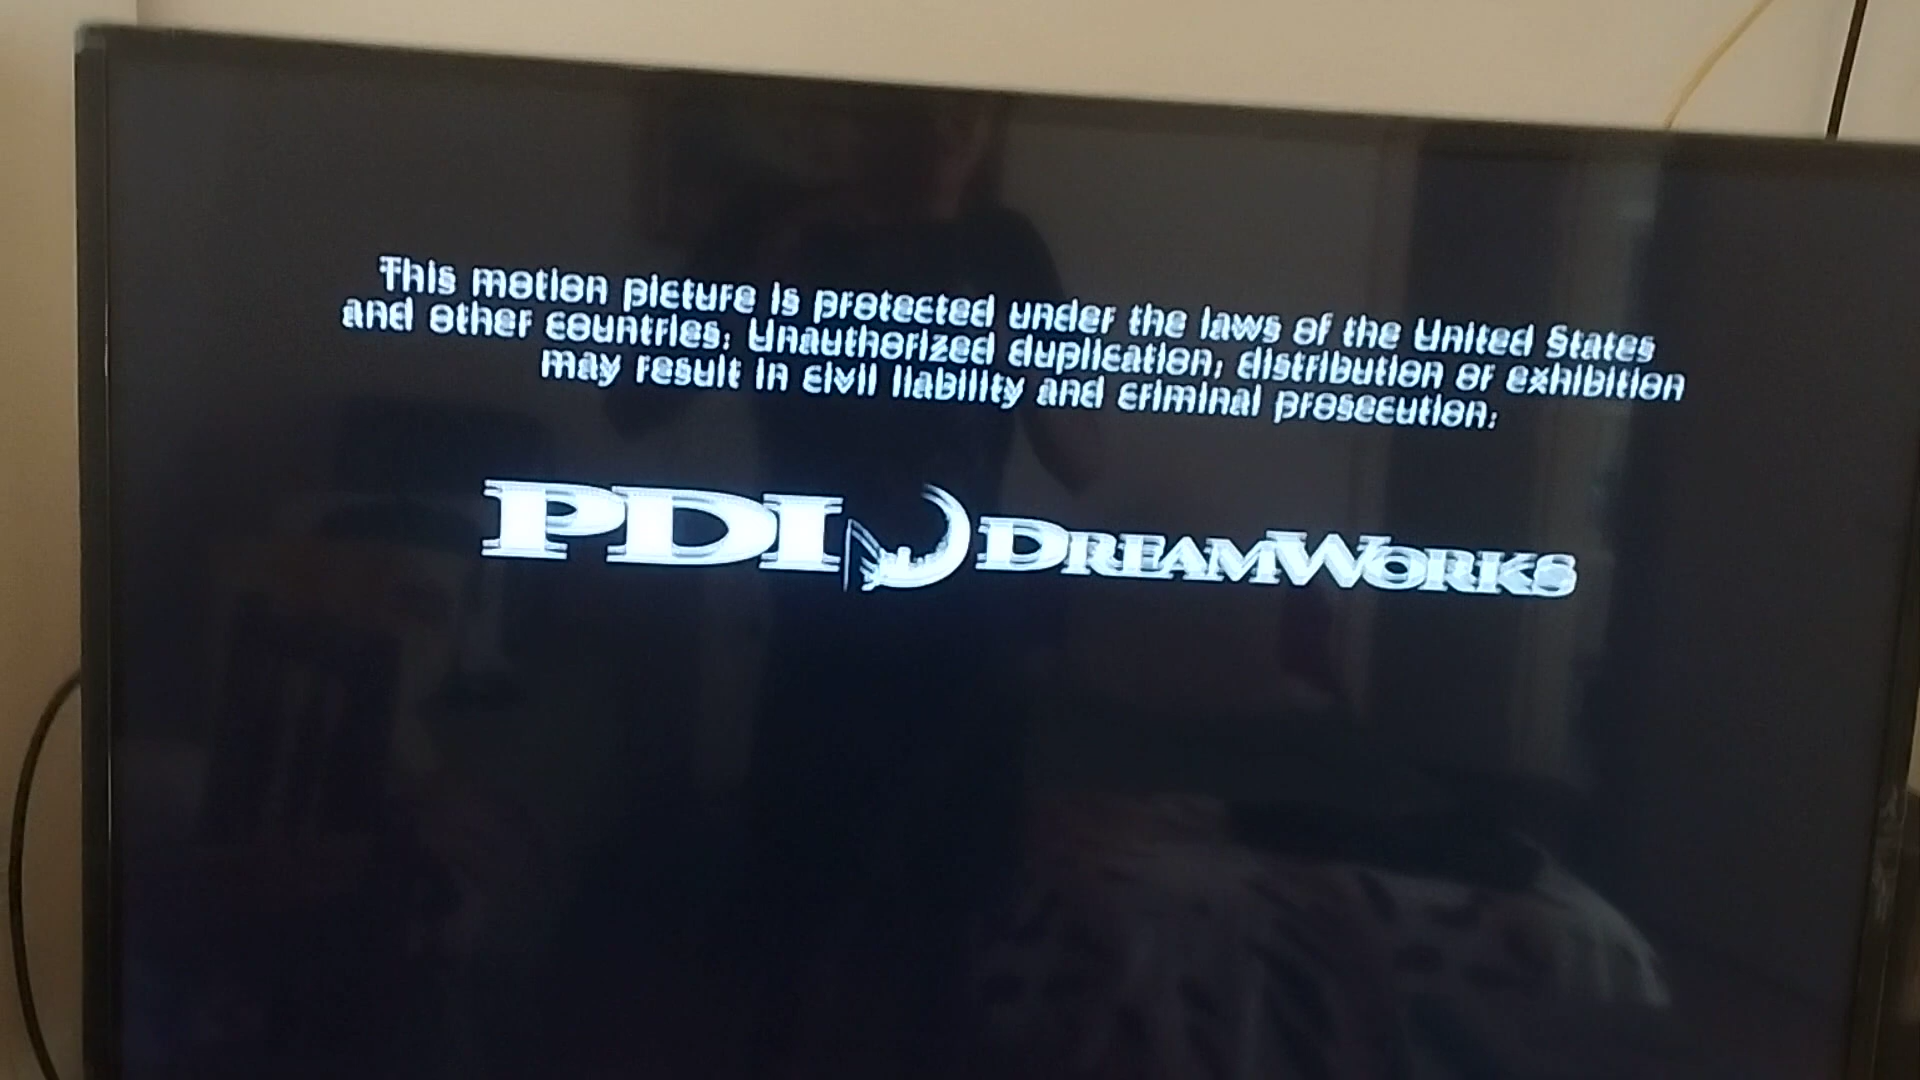 This motion picture is protected under the laws of the United States
and other countries. Unauthorized duplication, distribution or exhibition
may result in civil liability and criminal prosecution.
PDI DREAMWORKS